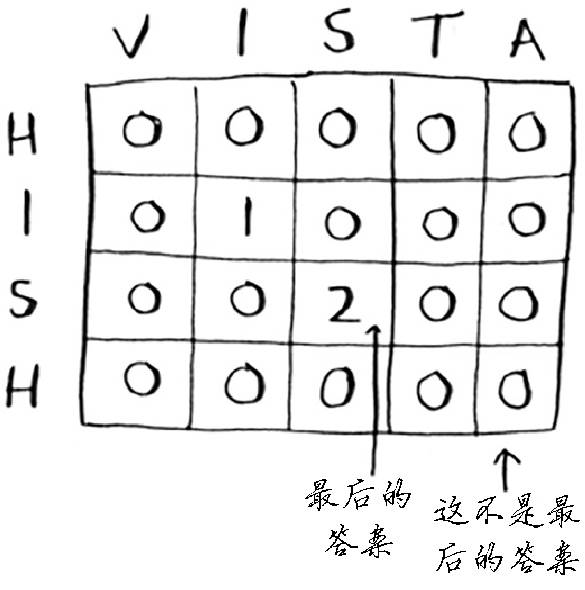 V I S T A
H 0 0 0 0 0
I 0 1 0 0 0
S 0 0 2 0 0
H 0 0 0 0 0
最后的
答案
这不是最
后的答案